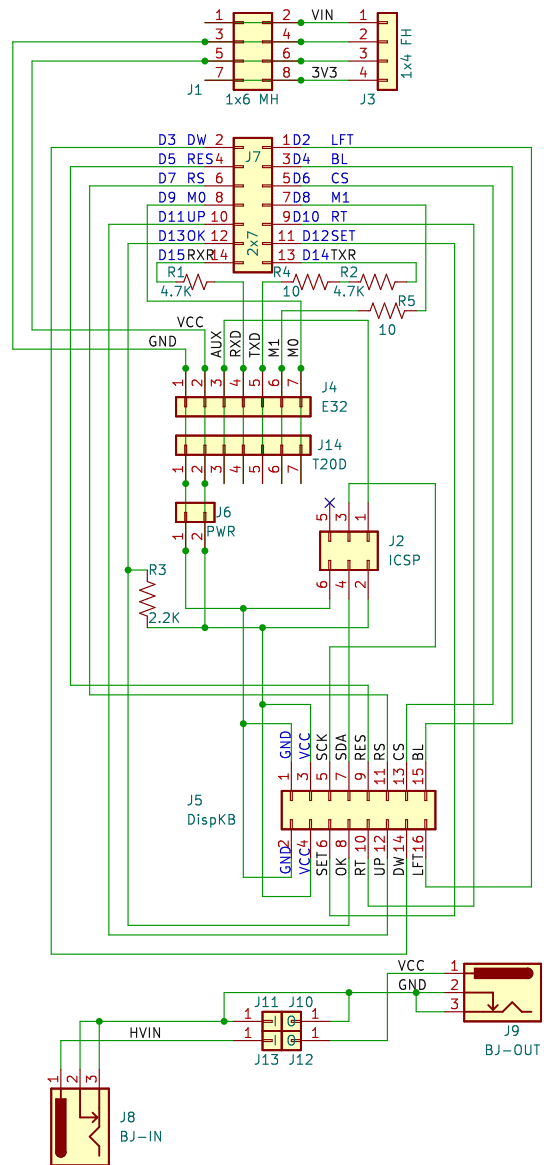 1 2 VIN 1
3 4 2
5 6 3
7 8 3V3 4
J1 1x6 MH J3 1x4 FH
D3 DW 2 J7 1 D2 LFT
D5 RES 4 3 D4 BL
D7 RS 6 5 D6 CS
D9 M0 8 7 D8 M1
D11 UP 10 9 D10 RT
D13 OK 12 11 D12 SET
D15 RXR 14 2x7 13 D14 TXR
R1 R4 R2
4.7K 10 4.7K
R5
10
VCC
GND
AUX RXD TXD M1 M0
1 2 3 4 5 6 7
J4
E32
J14
T20D
1 2 3 4 5 6 7
J6
PWR
1 2
5 3 1
J2
ICSP
6 4 2
R3
2.2K
GND VCC SCK SDA RES RS CS BL
1 3 5 7 9 11 13 15
J5
DispKB
2 4 6 8 10 12 14 16
GND VCC SET OK RT UP DW LFT
VCC 1
GND 2
3
J9
BJ-OUT
J11 J10
1 1
HVIN 1 1
J13 J12
1 2 3
J8
BJ-IN